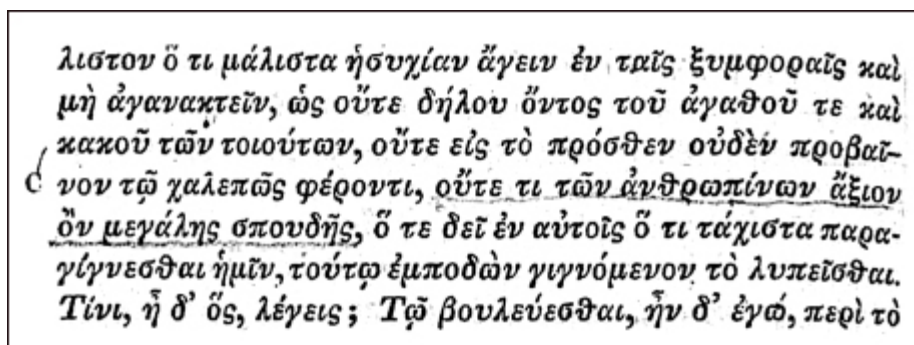 λιστον ὅ τι μάλιστα ἡσυχίαν ἄγειν ἐν ταῖς ξυμφοραῖς καὶ
μὴ ἀγανακτεῖν, ὡς οὔτε δήλου ὄντος τοῦ ἀγαθοῦ τε καὶ
κακοῦ τῶν τοιούτων, οὔτε εἰς τὸ πρόσθεν οὐδὲν προβαῖ-
c νον τῷ χαλεπῶς φέροντι, οὔτε τι τῶν ἀνθρωπίνων ἄξιον
ὂν μεγάλης σπουδῆς, ὅ τε δεῖ ἐν αὐτοῖς ὅ τι τάχιστα παρα-
γίγνεσθαι ἡμῖν, τούτῳ ἐμποδὼν γιγνόμενον τὸ λυπεῖσθαι.
Τίνι, ἦ δ' ὅς, λέγεις; Τῷ βουλεύεσθαι, ἦν δ' ἐγώ, περὶ τὸ